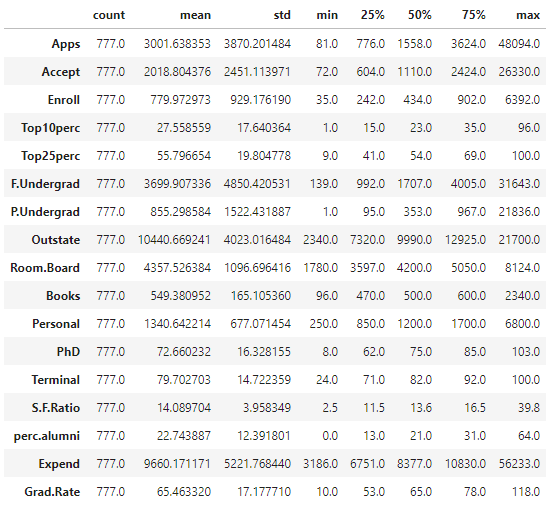 count mean std min 25% 50% 75% max
Apps 777.0 3001.638353 3870.201484 81.0 776.0 1558.0 3624.0 48094.0
Accept 777.0 2018.804376 2451.113971 72.0 604.0 1110.0 2424.0 26330.0
Enroll 777.0 779.972973 929.176190 35.0 242.0 434.0 902.0 6392.0
Top10perc 777.0 27.558559 17.640364 1.0 15.0 23.0 35.0 96.0
Top25perc 777.0 55.796654 19.804778 9.0 41.0 54.0 69.0 100.0
F.Undergrad 777.0 3699.907336 4850.420531 139.0 992.0 1707.0 4005.0 31643.0
P.Undergrad 777.0 855.298584 1522.431887 1.0 95.0 353.0 967.0 21836.0
Outstate 777.0 10440.669241 4023.016484 2340.0 7320.0 9990.0 12925.0 21700.0
Room.Board 777.0 4357.526384 1096.696416 1780.0 3597.0 4200.0 5050.0 8124.0
Books 777.0 549.380952 165.105360 96.0 470.0 500.0 600.0 2340.0
Personal 777.0 1340.642214 677.071454 250.0 850.0 1200.0 1700.0 6800.0
PhD 777.0 72.660232 16.328155 8.0 62.0 75.0 85.0 103.0
Terminal 777.0 79.702703 14.722359 24.0 71.0 82.0 92.0 100.0
S.F.Ratio 777.0 14.089704 3.958349 2.5 11.5 13.6 16.5 39.8
perc.alumni 777.0 22.743887 12.391801 0.0 13.0 21.0 31.0 64.0
Expend 777.0 9660.171171 5221.768440 3186.0 6751.0 8377.0 10830.0 56233.0
Grad.Rate 777.0 65.463320 17.177710 10.0 53.0 65.0 78.0 118.0